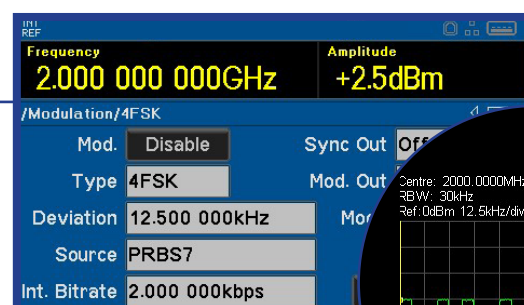 INT
REF
Frequency
Amplitude
2.000 000 000GHz
+2.5dBm
/Modulation/4FSK
Mod. Disable
Sync Out Off
Type 4FSK
Mod. Out
Deviation 12.500 000kHz
Source PRBS7
Int. Bitrate 2.000 000kbps
Centre: 2000.0000MHz
RBW: 30kHz
Ref:0dBm 12.5kHz/div